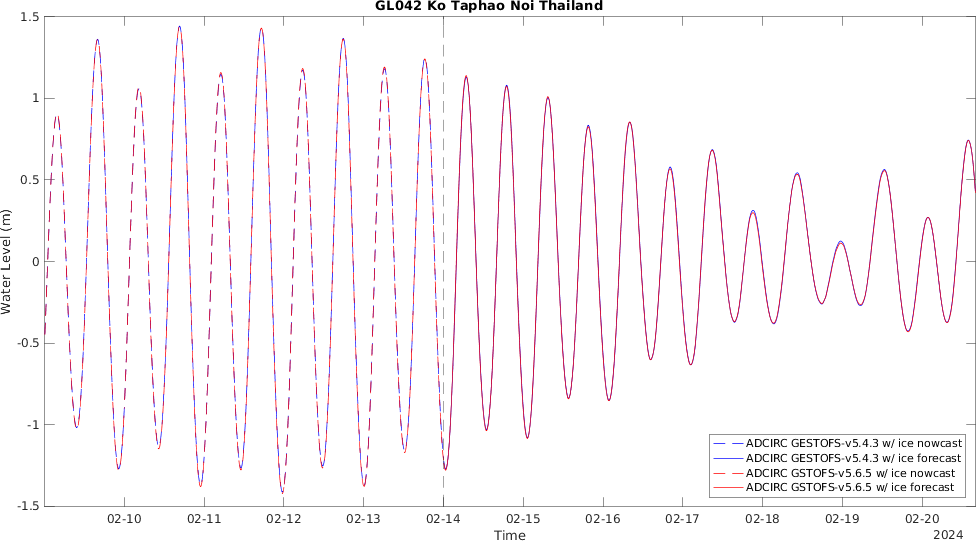 GL042 Ko Taphao Noi Thailand
Water Level (m)
1.5
1
0.5
0
-0.5
-1
-1.5
ADCIRC GESTOFS-v5.4.3 w/ ice nowcast
ADCIRC GESTOFS-v5.4.3 w/ ice forecast
ADCIRC GSTOFS-v5.6.5 w/ ice nowcast
ADCIRC GSTOFS-v5.6.5 w/ ice forecast
02-10 02-11 02-12 02-13 02-14 02-15 02-16 02-17 02-18 02-19 02-20
Time
2024